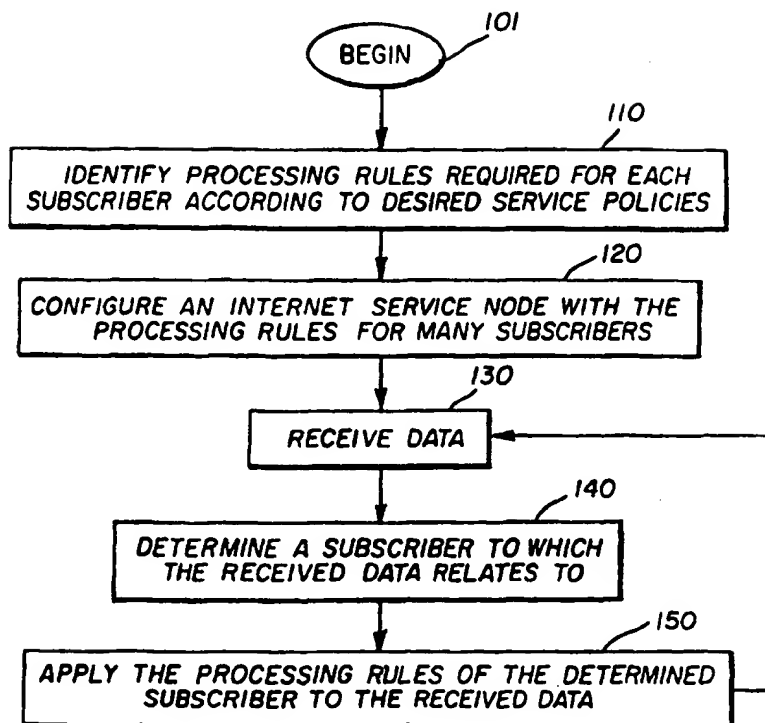 101
BEGIN
110
IDENTIFY PROCESSING RULES REQUIRED FOR EACH
SUBSCRIBER ACCORDING TO DESIRED SERVICE POLICIES
120
CONFIGURE AN INTERNET SERVICE NODE WITH THE
PROCESSING RULES FOR MANY SUBSCRIBERS
130
RECEIVE DATA
140
DETERMINE A SUBSCRIBER TO WHICH
THE RECEIVED DATA RELATES TO
150
APPLY THE PROCESSING RULES OF THE DETERMINED
SUBSCRIBER TO THE RECEIVED DATA